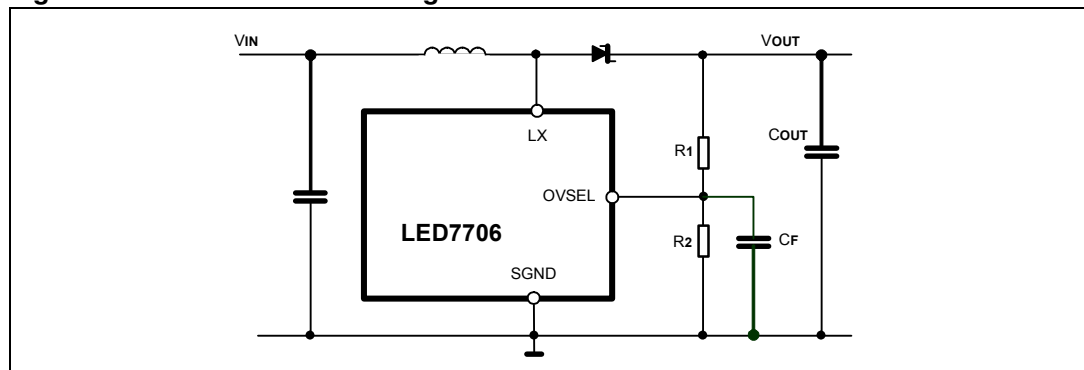 VIN
VOUT
LX
COUT
R1
OVSEL
LED7706
R2
CF
SGND